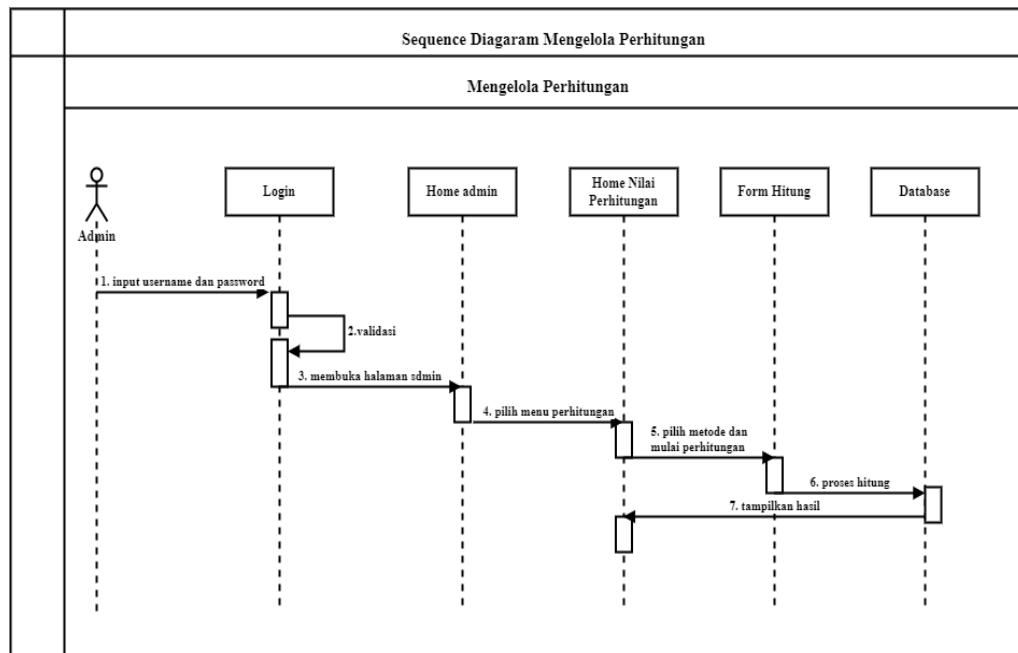 Sequence Diagaram Mengelola Perhitungan
Mengelola Perhitungan
Login
Home admin
Home Nilai
Perhitungan
Form Hitung
Database
Admin
1. input username dan password
2.validasi
3. membuka halaman sdmin
4. pilih menu perhitungan
5. pilih metode dan
mulai perhitungan
6. proses hitung
7. tampilkan hasil